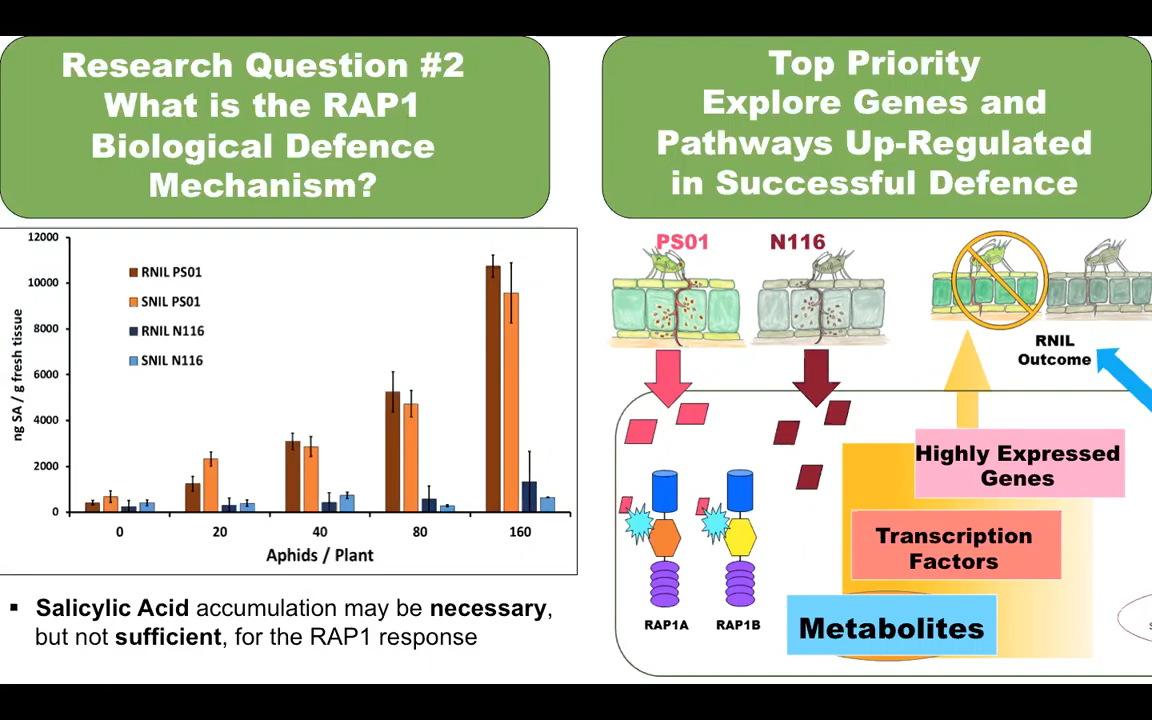 Research Question #2
What is the RAP1
Biological Defence
Mechanism?
ng SA / g fresh tissue
12000
10000
8000
6000
4000
2000
0
RNIL PS01
SNIL PS01
RNIL N116
SNIL N116
0 20 40 80 160
Aphids / Plant
▪ Salicylic Acid accumulation may be necessary,
but not sufficient, for the RAP1 response
Top Priority
Explore Genes and
Pathways Up-Regulated
in Successful Defence
PS01 N116
RNIL
Outcome
Highly Expressed
Genes
Transcription
Factors
Metabolites
RAP1A RAP1B